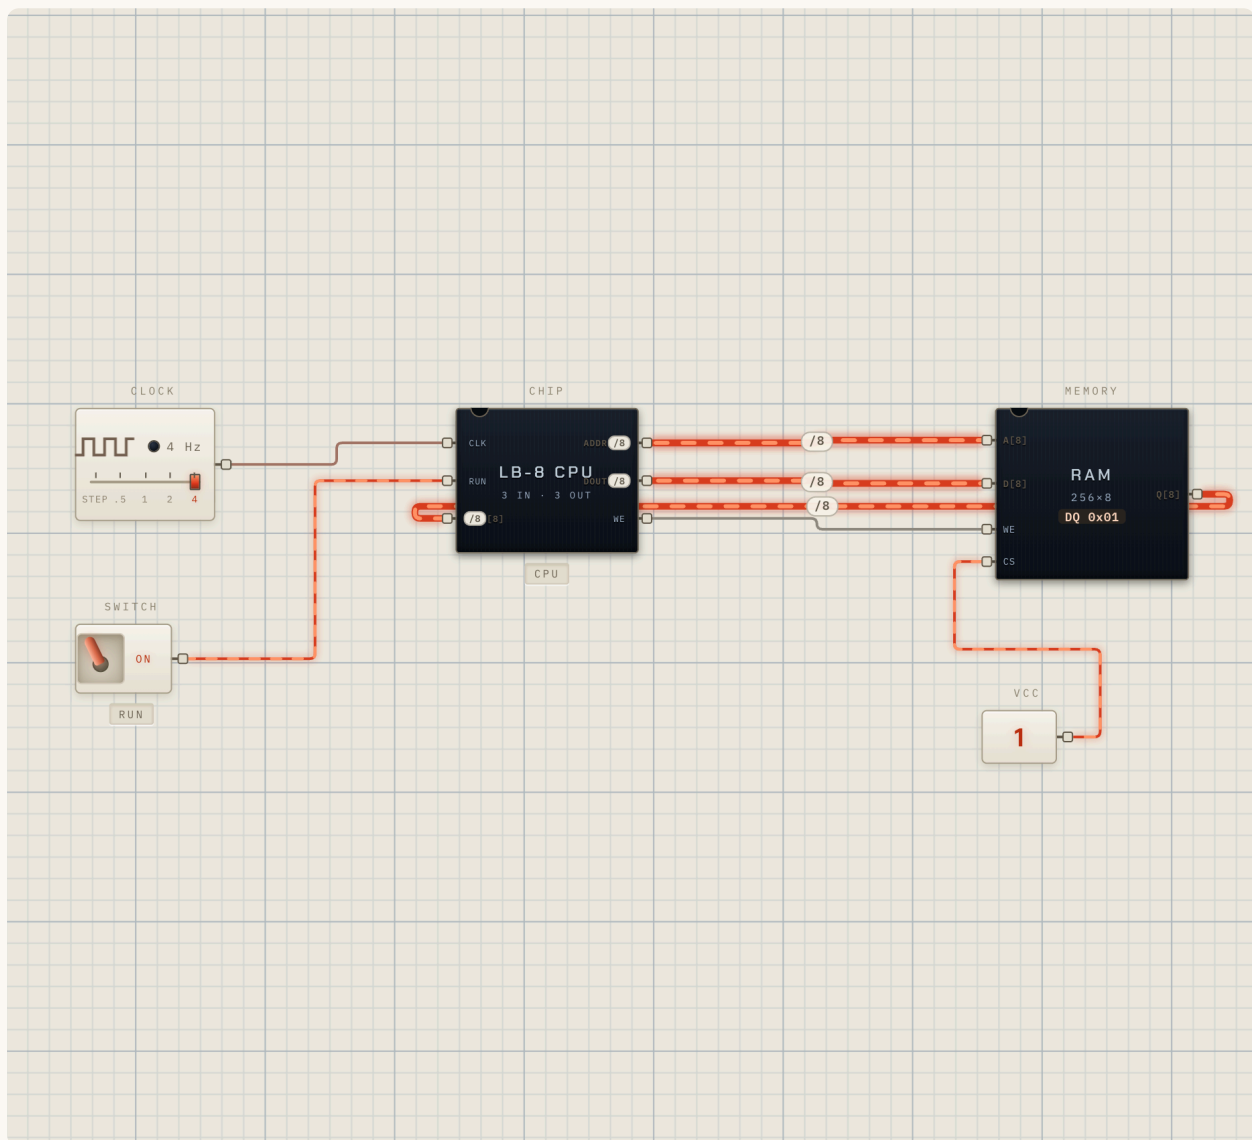 CLOCK
4 Hz
STEP .5 1 2 4
SWITCH
ON
RUN
CHIP
CLK
ADDR
/8
LB-8 CPU
RUN
DOUT
/8
3 IN · 3 OUT
/8
[8]
WE
CPU
/8
/8
/8
MEMORY
A[8]
RAM
D[8]
256×8
Q[8]
DQ 0x01
WE
CS
VCC
1